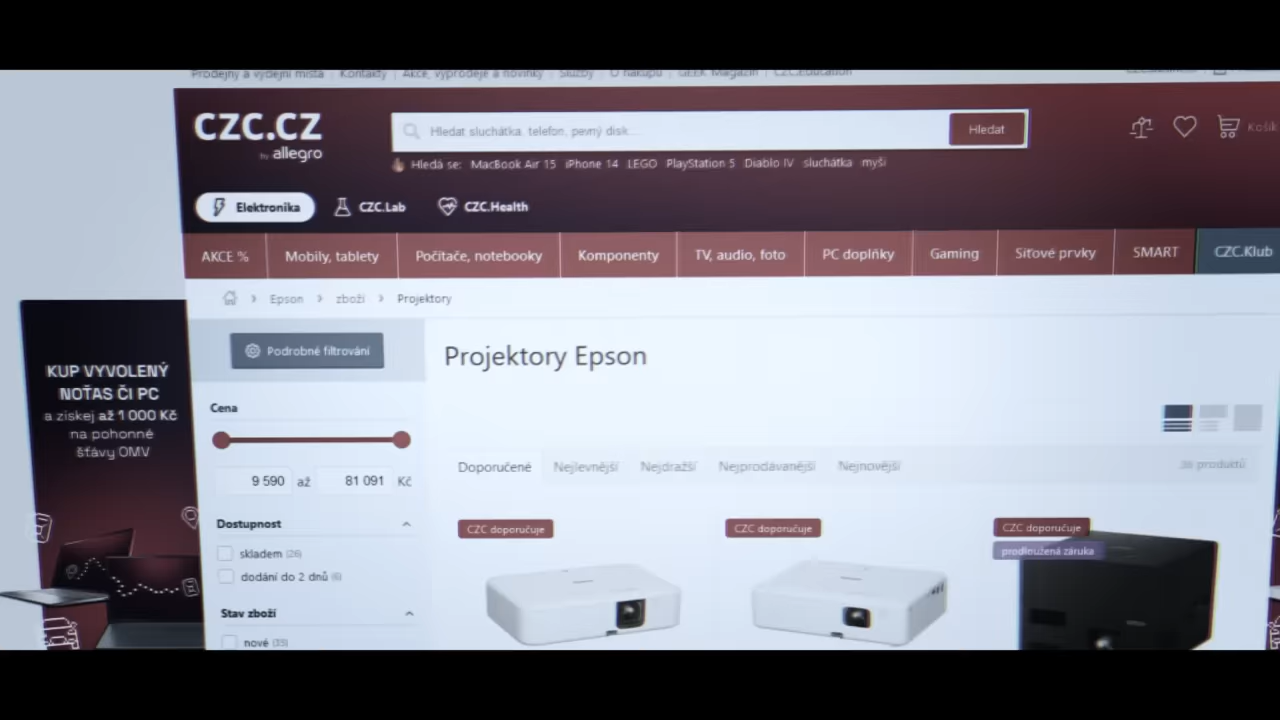 Prodejny a výdejní místa Kontakty Akce, výprodeje a novinky Služby O nákupu GEEK Magazín CZC.Education
CZC.CZ
by allegro
Hledat sluchátka, telefon, pevný disk...
Hledat
Košík
Hledá se: MacBook Air 15 iPhone 14 LEGO PlayStation 5 Diablo IV sluchátka myši
Elektronika CZC.Lab CZC.Health
AKCE % Mobily, tablety Počítače, notebooky Komponenty TV, audio, foto PC doplňky Gaming Síťové prvky SMART CZC.Klub
Epson zboží Projektory
Podrobné filtrování
Projektory Epson
KUP VYVOLENÝ
NOŤAS ČI PC
a získej až 1 000 Kč
na pohonné
šťávy OMV
Cena
9 590 až 81 091 Kč
Doporučené Nejlevnější Nejdražší Nejprodávanější Nejnovější
36 produktů
Dostupnost
skladem (26)
dodání do 2 dnů (6)
Stav zboží
nové (35)
CZC doporučuje
CZC doporučuje
CZC doporučuje
prodloužená záruka